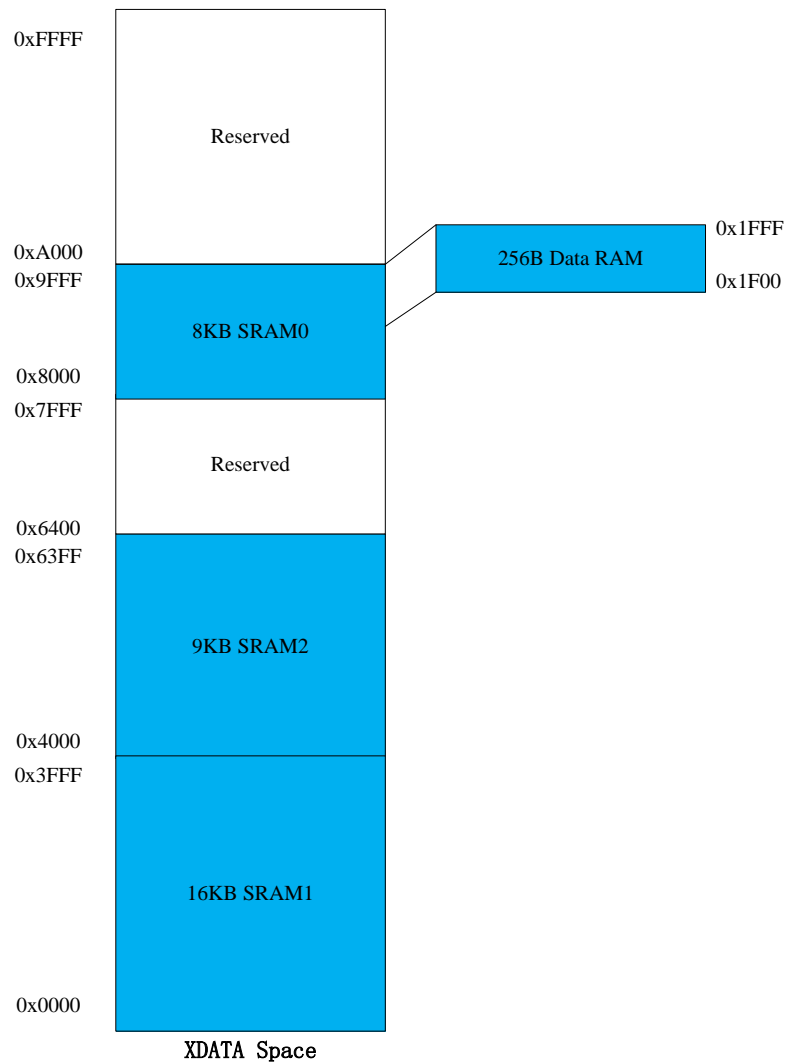 0xFFFF
Reserved
0xA000
0x9FFF
8KB SRAM0
0x8000
256B Data RAM
0x1FFF
0x1F00
0x7FFF
Reserved
0x6400
0x63FF
9KB SRAM2
0x4000
0x3FFF
16KB SRAM1
0x0000
XDATA Space